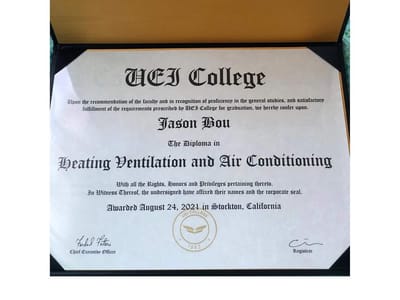 UEI College
Upon the recommendation of the faculty and in recognition of proficiency in the general studies, and satisfactory
fulfillment of the requirements prescribed by UEI College for graduation, we hereby confer upon
Jason Bou
The Diploma in
Heating Ventilation and Air Conditioning
With all the Rights, Honors and Privileges pertaining thereto.
In Witness Thereof, the undersigned have affixed their names and the corporate seal.
Awarded August 24, 2021 in Stockton, California
UEI COLLEGE
Chief Executive Officer
Registrar